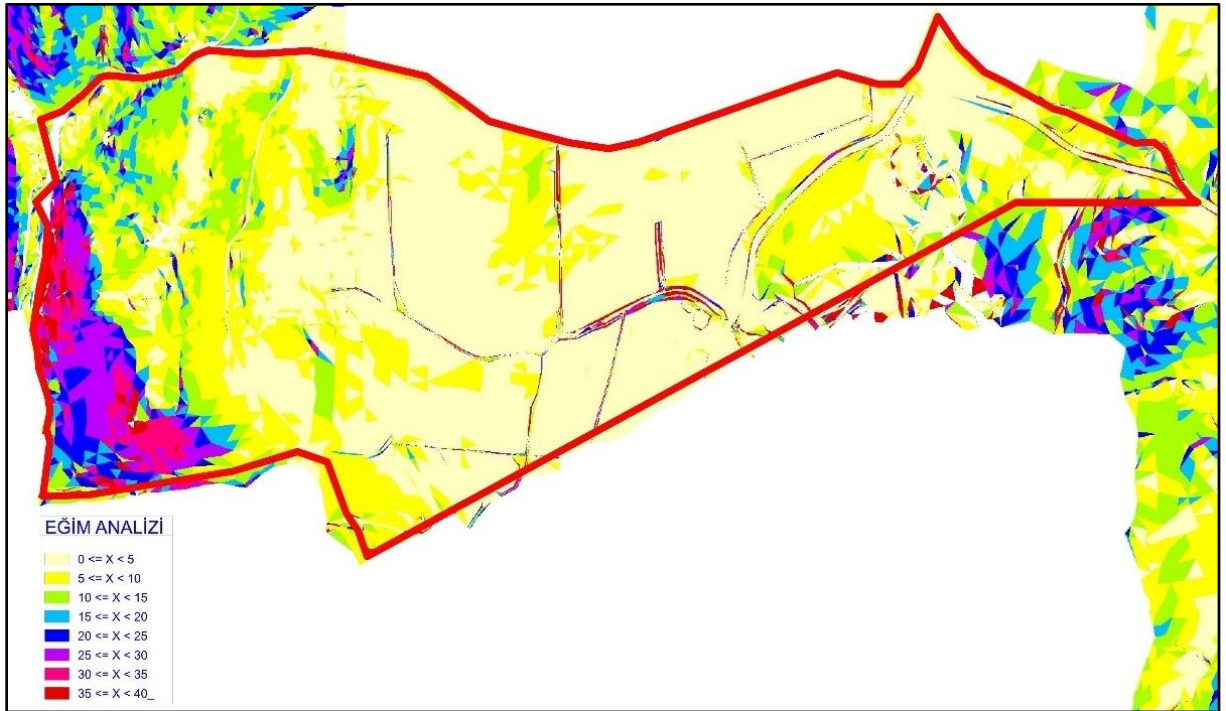 EĞİM ANALİZİ
0 <= X < 5
5 <= X < 10
10 <= X < 15
15 <= X < 20
20 <= X < 25
25 <= X < 30
30 <= X < 35
35 <= X < 40_